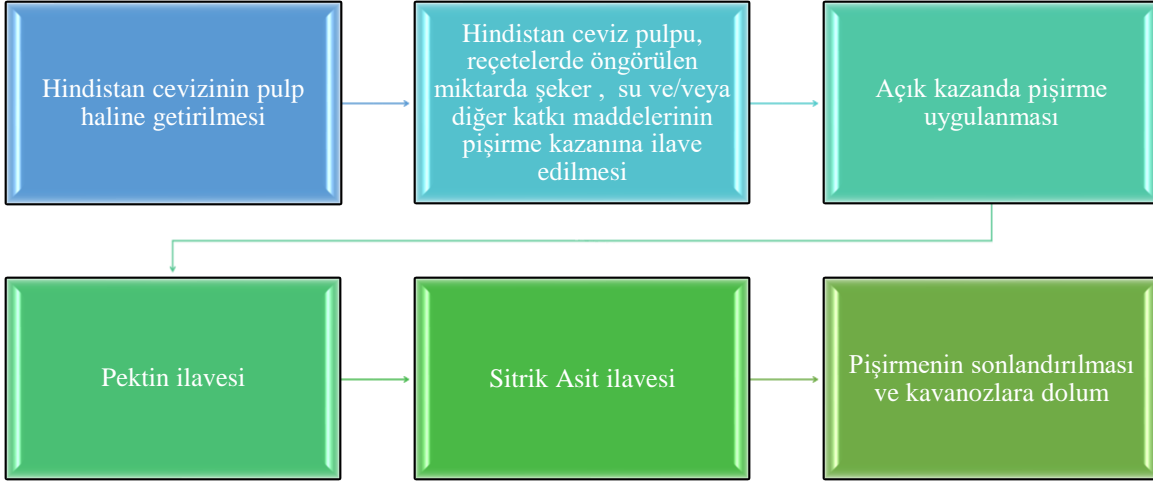 Hindistan cevizinin pulp
haline getirilmesi
Hindistan ceviz pulpu,
reçetelerde öngörülen
miktarda şeker , su ve/veya
diğer katkı maddelerinin
pişirme kazanına ilave
edilmesi
Açık kazanda pişirme
uygulanması
Pektin ilavesi
Sitrik Asit ilavesi
Pişirmenin sonlandırılması
ve kavanozlara dolum